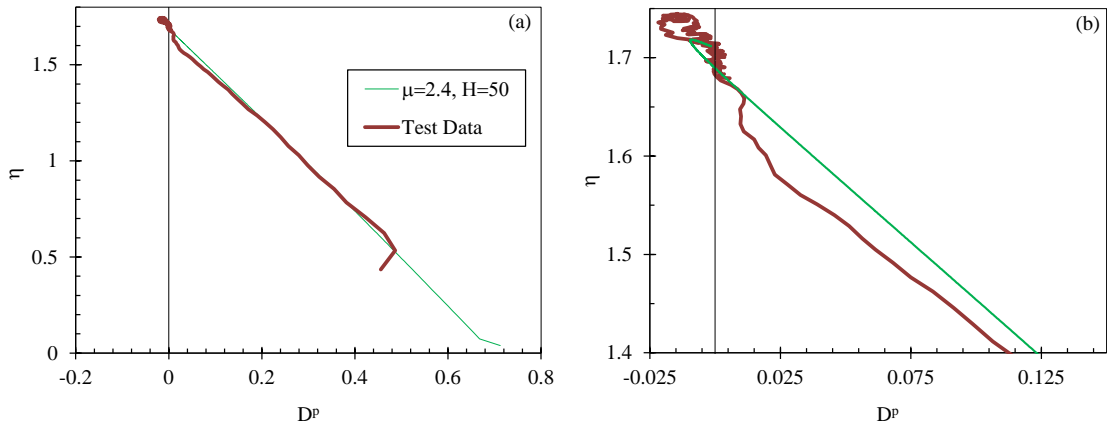 (a)
1.5
1
0.5
0
η
μ=2.4, H=50
Test Data
-0.2 0 0.2 0.4 0.6 0.8
Dᵖ
(b)
1.7
1.6
1.5
1.4
η
-0.025 0.025 0.075 0.125
Dᵖ